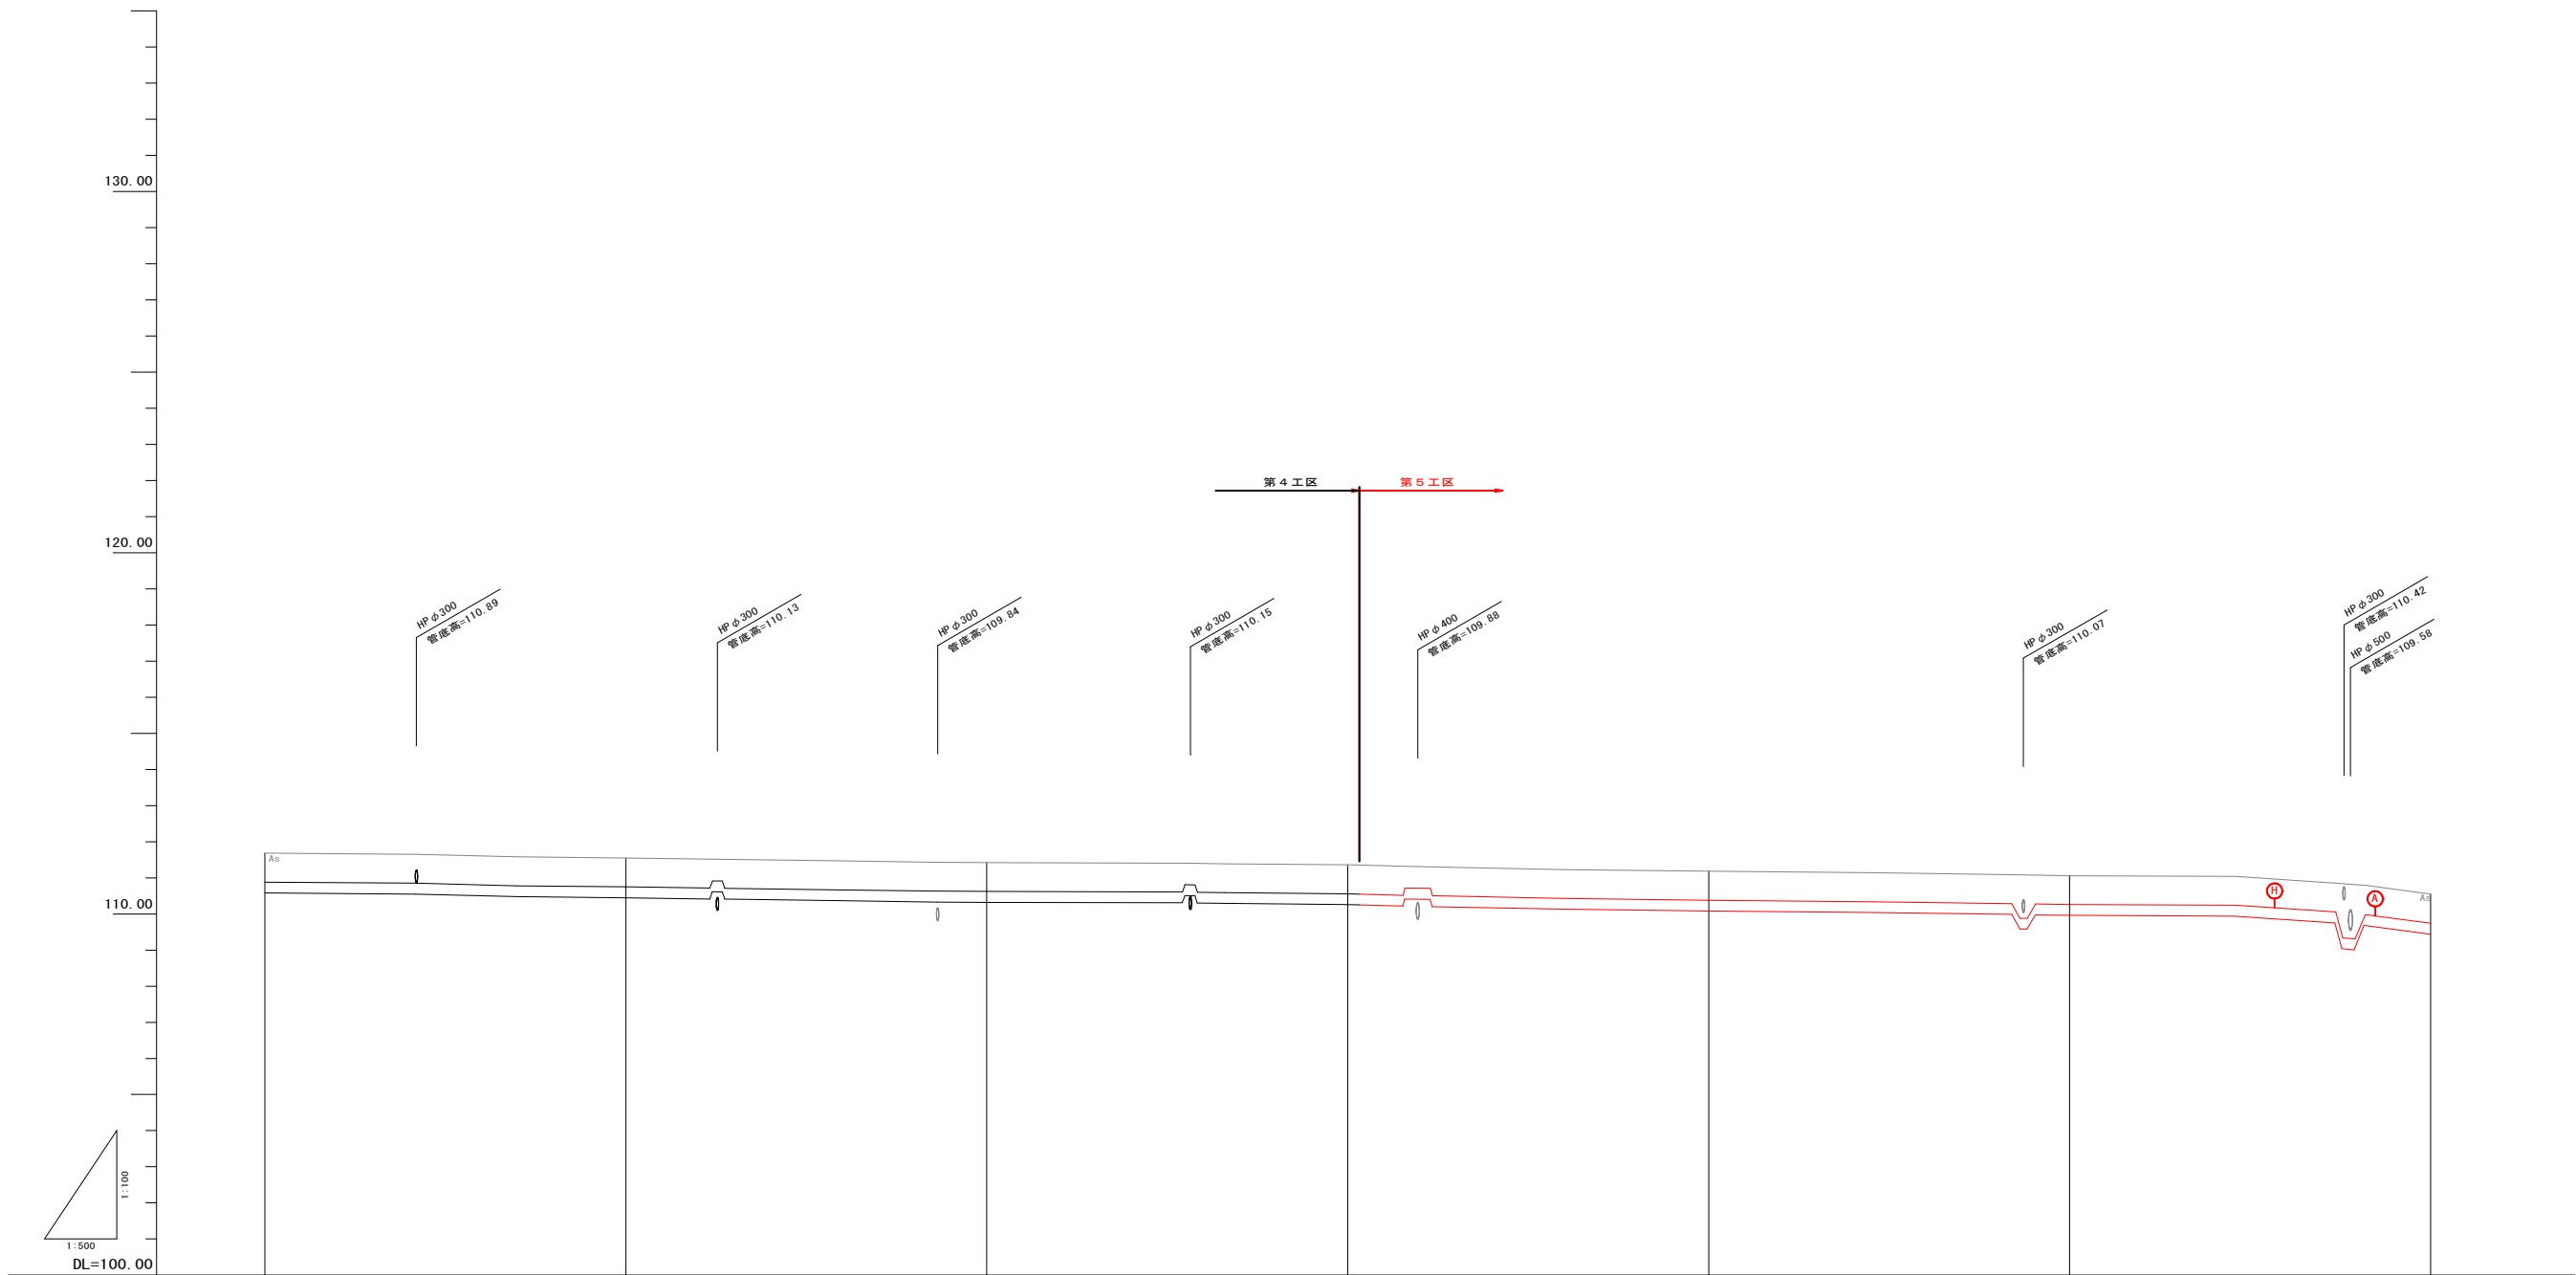 130.00
第4工区
第5工区
120.00
HPφ300
管底高=110.89
HPφ300
管底高=110.13
HPφ300
管底高=109.84
HPφ300
管底高=110.15
HPφ400
管底高=109.88
HPφ300
管底高=110.07
HPφ300
管底高=110.42
HPφ500
管底高=109.58
As
H
A
As
110.00
1:100
1:500
DL=100.00